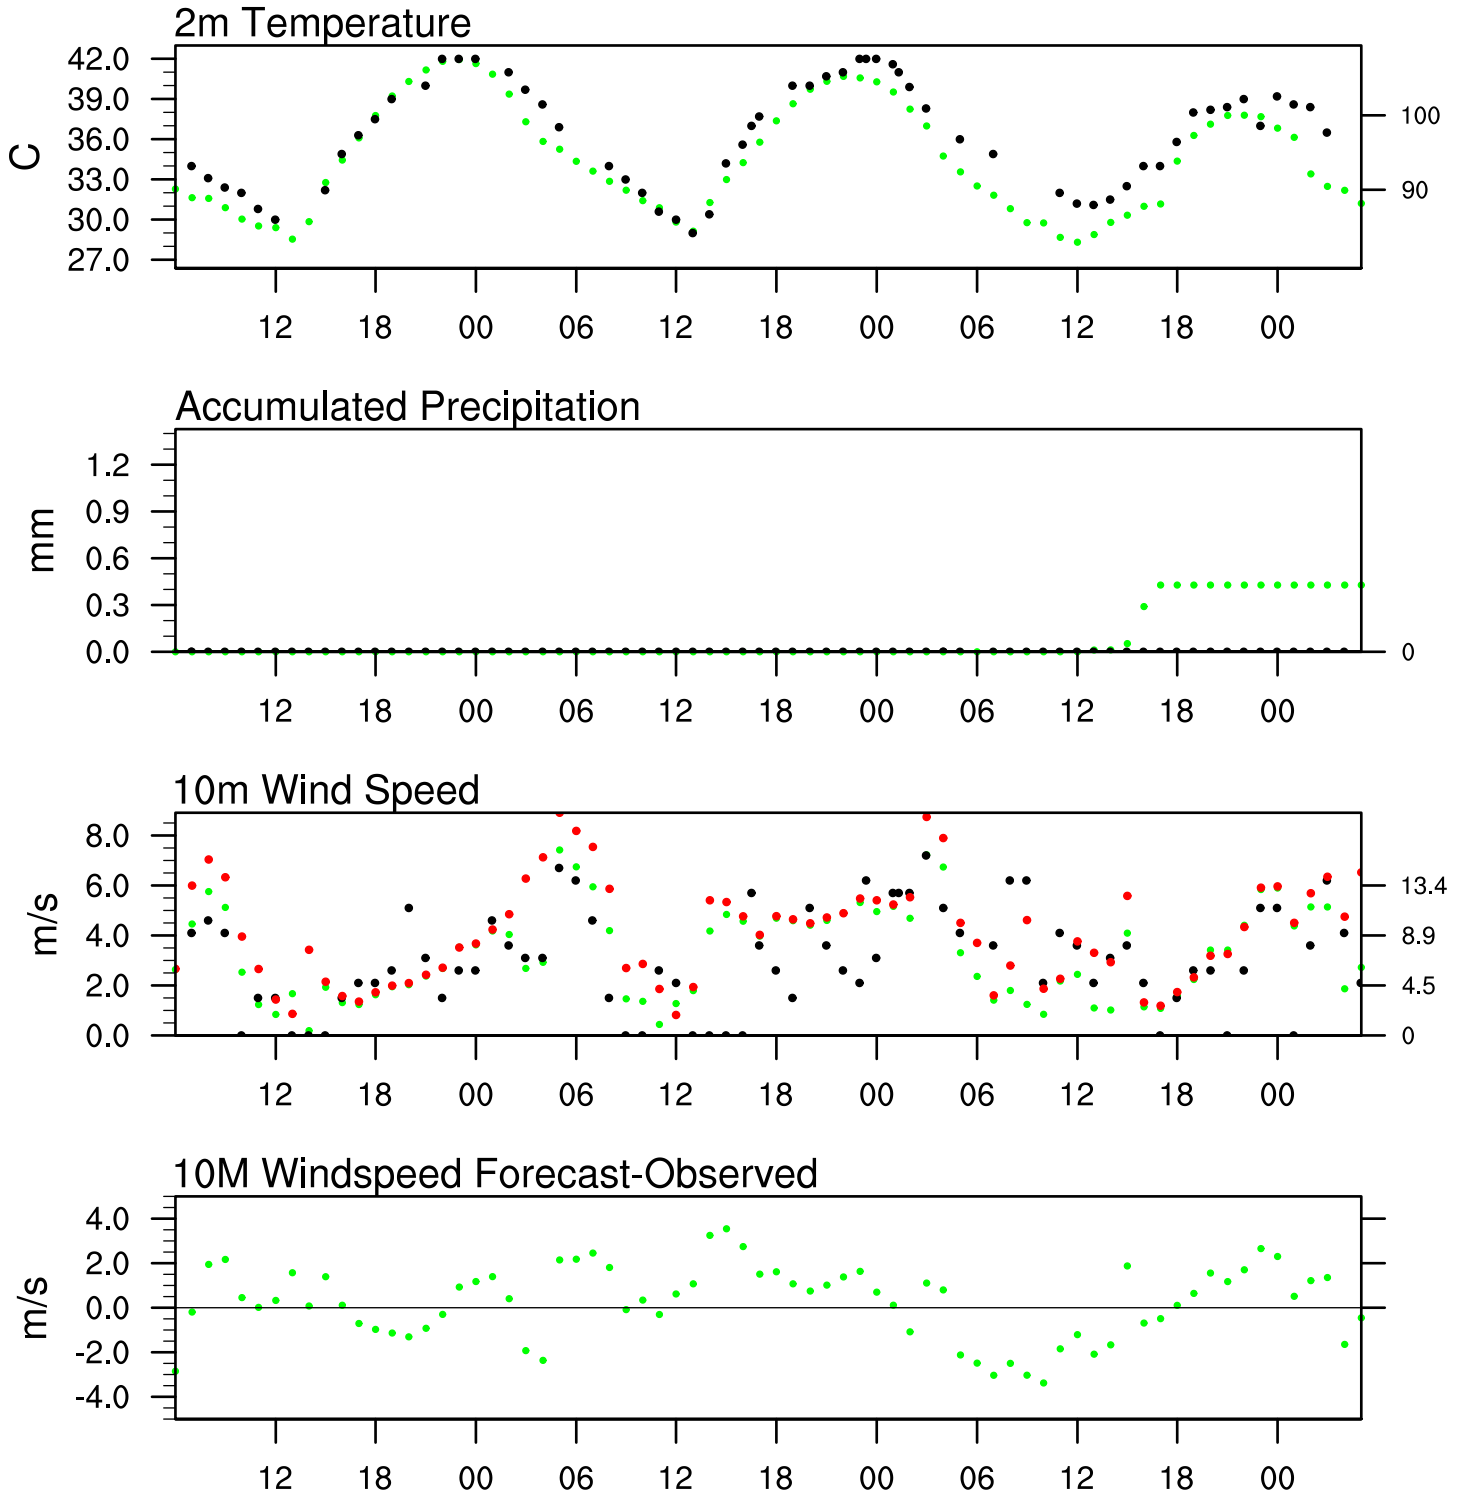 2m Temperature
42.0
39.0
36.0
33.0
30.0
27.0
C
100
90
12 18 00 06 12 18 00 06 12 18 00
Accumulated Precipitation
1.2
0.9
0.6
0.3
0.0
mm
0
12 18 00 06 12 18 00 06 12 18 00
10m Wind Speed
8.0
6.0
4.0
2.0
0.0
m/s
13.4
8.9
4.5
0
12 18 00 06 12 18 00 06 12 18 00
10M Windspeed Forecast-Observed
4.0
2.0
0.0
-2.0
-4.0
m/s
12 18 00 06 12 18 00 06 12 18 00